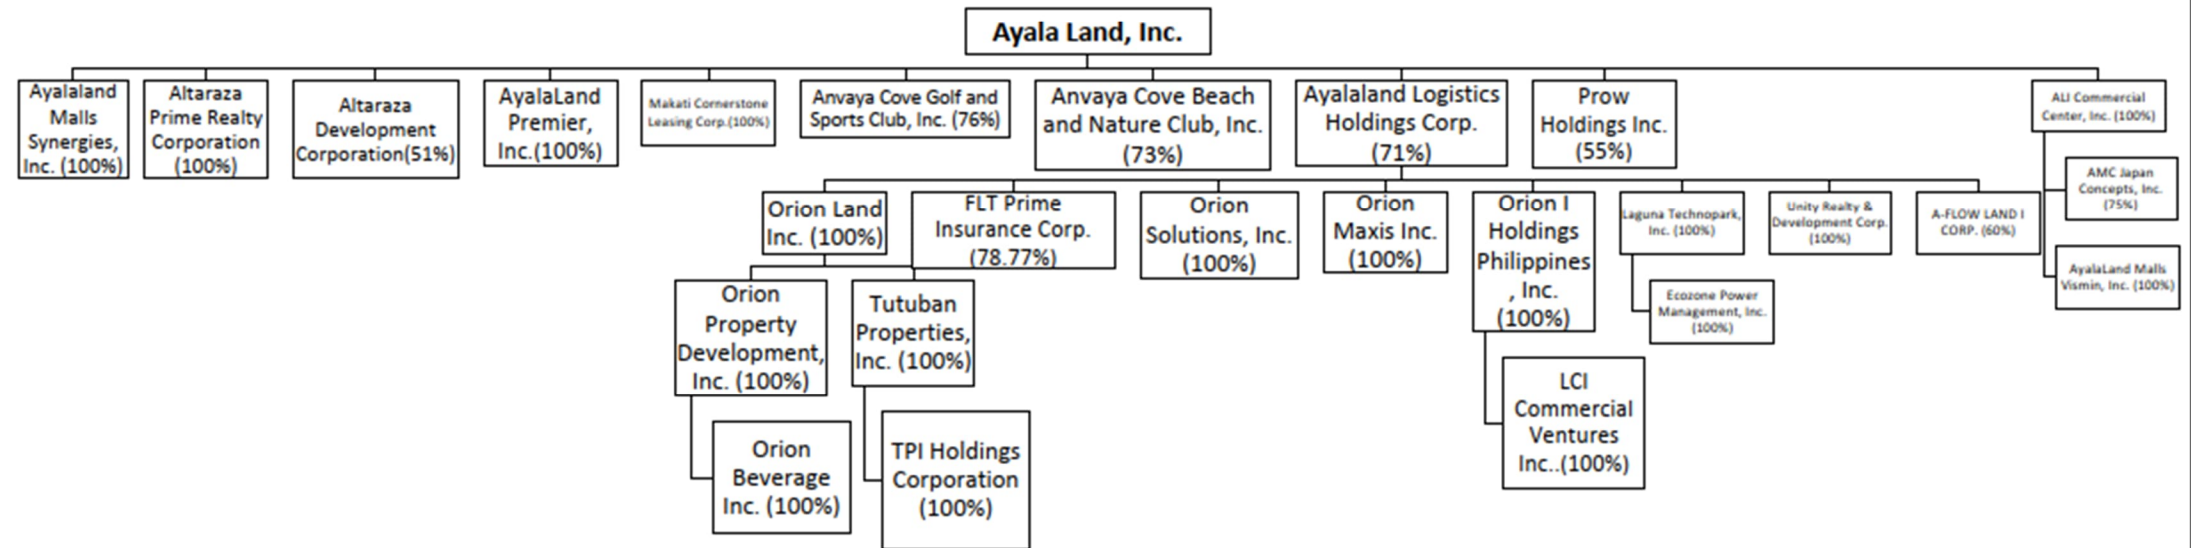 Ayala Land, Inc.
Ayalaland
Malls
Synergies,
Inc. (100%)
Altaraza
Prime Realty
Corporation
(100%)
Altaraza
Development
Corporation(51%)
AyalaLand
Premier,
Inc.(100%)
Makati Cornerstone
Leasing Corp.(100%)
Anvaya Cove Golf and
Sports Club, Inc. (76%)
Anvaya Cove Beach
and Nature Club, Inc.
(73%)
Ayalaland Logistics
Holdings Corp.
(71%)
Prow
Holdings Inc.
(55%)
ALI Commercial
Center, Inc. (100%)
AMC Japan
Concepts, Inc.
(75%)
AyalaLand Malls
Vismin, Inc. (100%)
Orion Land
Inc. (100%)
FLT Prime
Insurance Corp.
(78.77%)
Orion
Solutions, Inc.
(100%)
Orion
Maxis Inc.
(100%)
Orion I
Holdings
Philippines
, Inc.
(100%)
Laguna Technopark,
Inc. (100%)
Unity Realty &
Development Corp.
(100%)
A-FLOW LAND I
CORP. (60%)
Orion
Property
Development,
Inc. (100%)
Tutuban
Properties,
Inc. (100%)
Ecozone Power
Management, Inc.
(100%)
LCI
Commercial
Ventures
Inc..(100%)
Orion
Beverage
Inc. (100%)
TPI Holdings
Corporation
(100%)